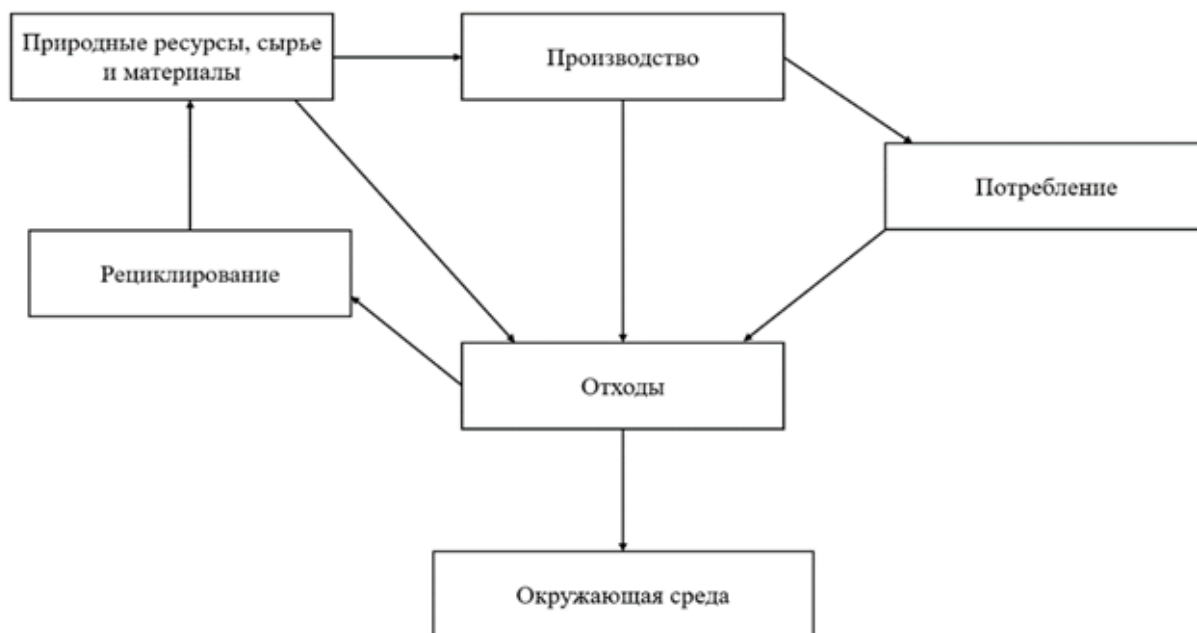 Природные ресурсы, сырье
и материалы
Производство
Потребление
Рециклирование
Отходы
Окружающая среда